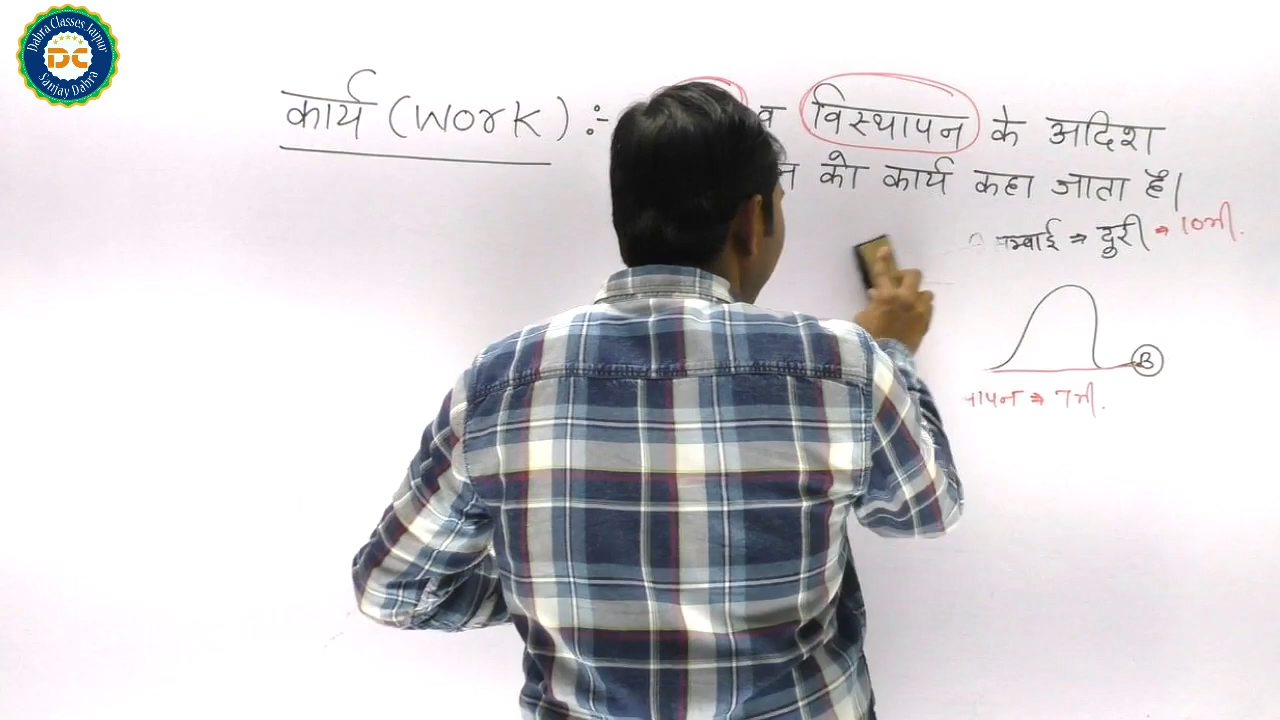 Dabra Classes Jaipur
DC
Sanjay Dabra
कार्य (Work) :- व विस्थापन के अदिश
को कार्य कहा जाता है।
म्बाई ⇒ दुरी ⇒ 10मी.
B
⇒ 7मी.